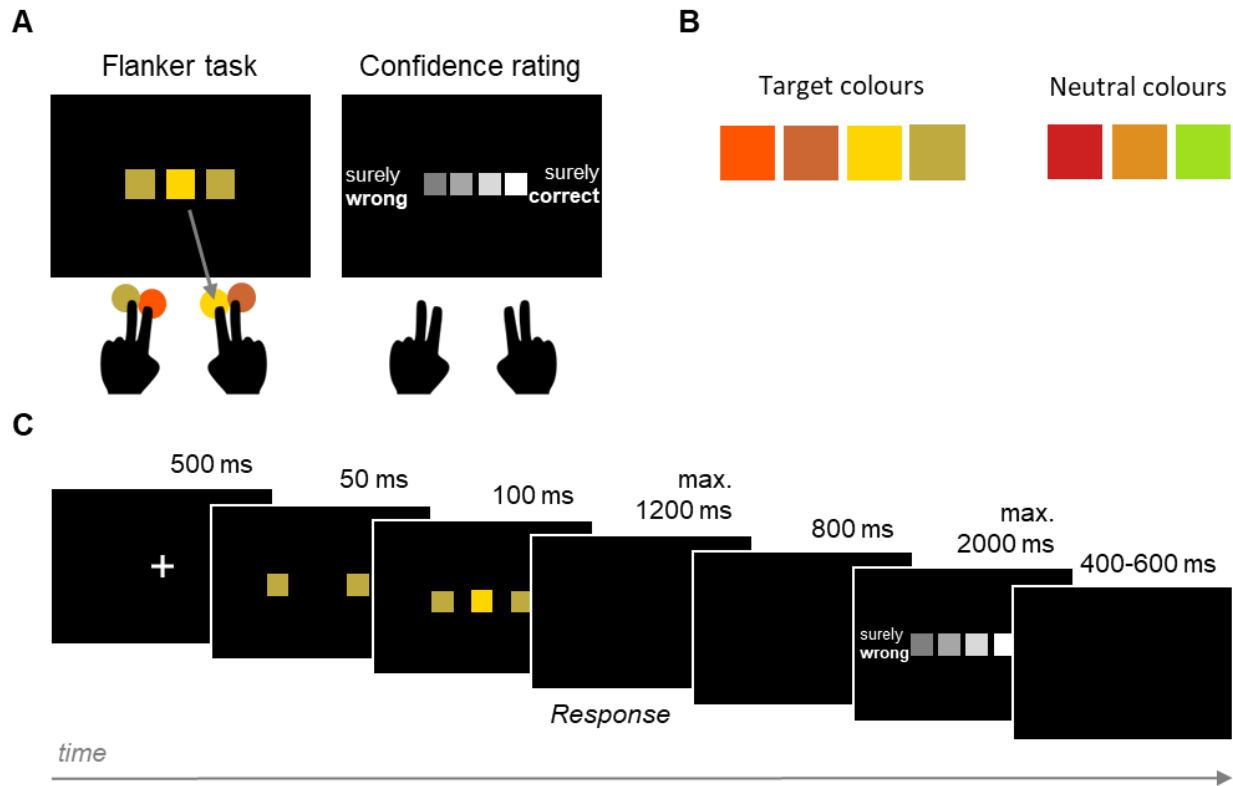 A
Flanker task
Confidence rating
surely
wrong
surely
correct
B
Target colours
Neutral colours
C
500 ms
50 ms
100 ms
max.
1200 ms
800 ms
max.
2000 ms
400-600 ms
surely
wrong
Response
time